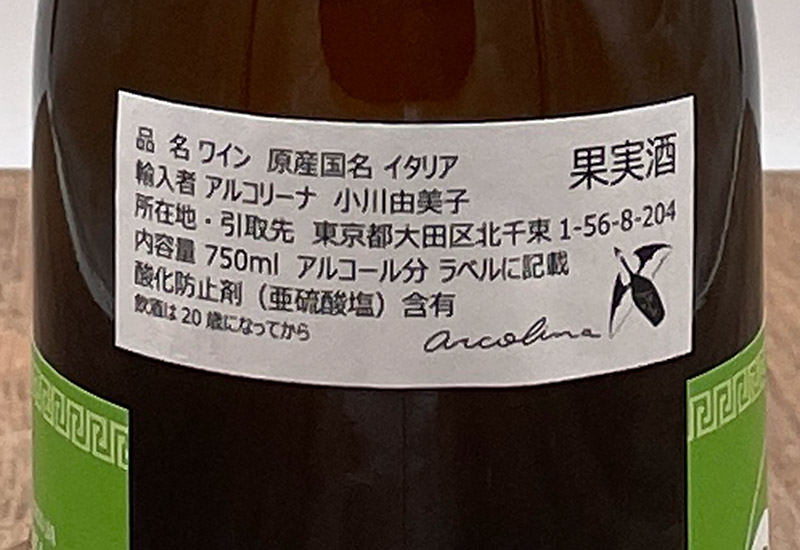 品 名 ワイン 原産国名 イタリア
果実酒
輸入者 アルコリーナ 小川由美子
所在地・引取先 東京都大田区北千束 1-56-8-204
内容量 750ml アルコール分 ラベルに記載
酸化防止剤（亜硫酸塩）含有
飲酒は 20 歳になってから
arcolina